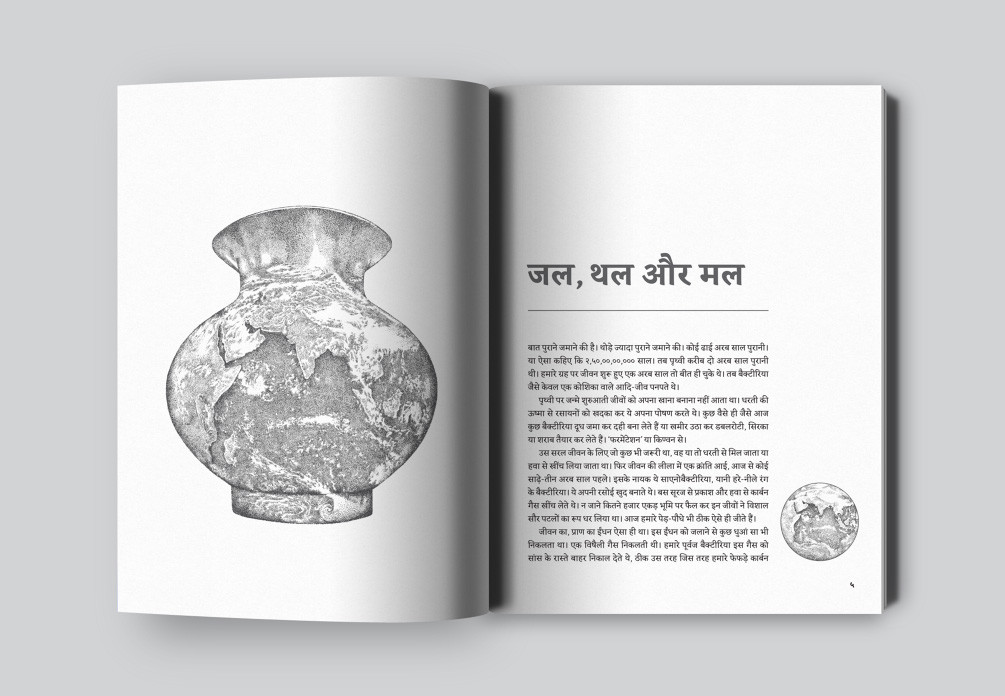 जल, थल और मल
बात पुराने जमाने की है। थोड़े ज्यादा पुराने जमाने की। कोई ढाई अरब साल पुरानी।
या ऐसा कहिए कि २,५०,००,००,००० साल। तब पृथ्वी करीब दो अरब साल पुरानी
थी। हमारे ग्रह पर जीवन शुरू हुए एक अरब साल तो बीत ही चुके थे। तब बैक्टीरिया
जैसे केवल एक कोशिका वाले आदि-जीव पनपते थे।
पृथ्वी पर जन्मे शुरुआती जीवों को अपना खाना बनाना नहीं आता था। धरती की
ऊष्मा से रसायनों को खदका कर ये अपना पोषण करते थे। कुछ वैसे ही जैसे आज
कुछ बैक्टीरिया दूध जमा कर दही बना लेते हैं या खमीर उठा कर डबलरोटी, सिरका
या शराब तैयार कर लेते हैं। 'फरमेंटेशन' या किण्वन से।
उस सरल जीवन के लिए जो कुछ भी जरूरी था, वह या तो धरती से मिल जाता या
हवा से खींच लिया जाता था। फिर जीवन की लीला में एक क्रांति आई, आज से कोई
साढ़े-तीन अरब साल पहले। इसके नायक थे साएनोबैक्टीरिया, यानी हरे-नीले रंग
के बैक्टीरिया। ये अपनी रसोई खुद बनाते थे। बस सूरज से प्रकाश और हवा से कार्बन
गैस खींच लेते थे। न जाने कितने हजार एकड़ भूमि पर फैल कर इन जीवों ने विशाल
सौर पटलों का रूप धर लिया था। आज हमारे पेड़-पौधे भी ठीक ऐसे ही जीते हैं।
जीवन का, प्राण का ईंधन ऐसा ही था। इस ईंधन को जलाने से कुछ धुआं सा भी
निकलता था। एक विषैली गैस निकलती थी। हमारे पूर्वज बैक्टीरिया इस गैस को
सांस के रास्ते बाहर निकाल देते थे, ठीक उस तरह जिस तरह हमारे फेफड़े कार्बन
५